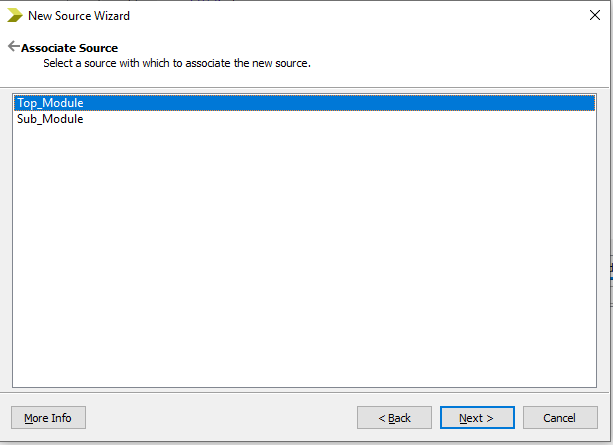 New Source Wizard
Associate Source
Select a source with which to associate the new source.
Top_Module
Sub_Module
More Info
< Back
Next >
Cancel